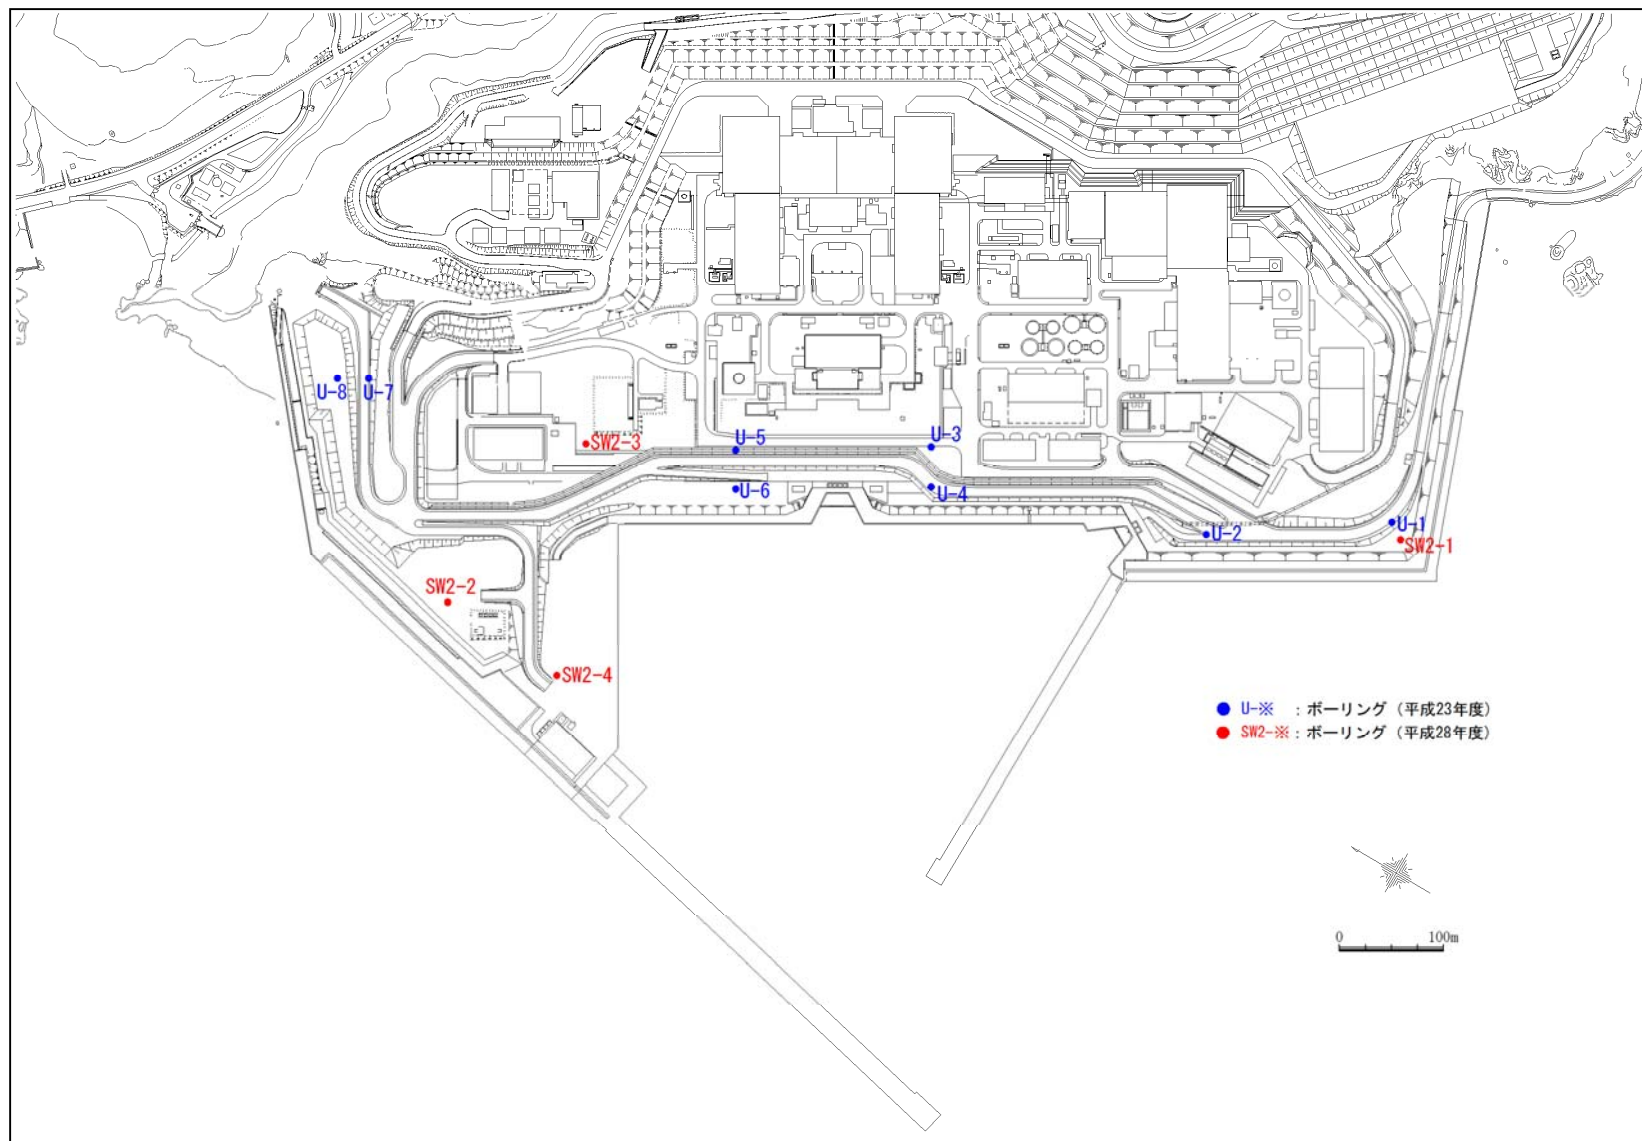 U-8
U-7
SW2-3
U-5
U-3
U-6
U-4
U-2
U-1
SW2-1
SW2-2
SW2-4
U-※ : ボーリング (平成23年度)
SW2-※ : ボーリング (平成28年度)
0 100m